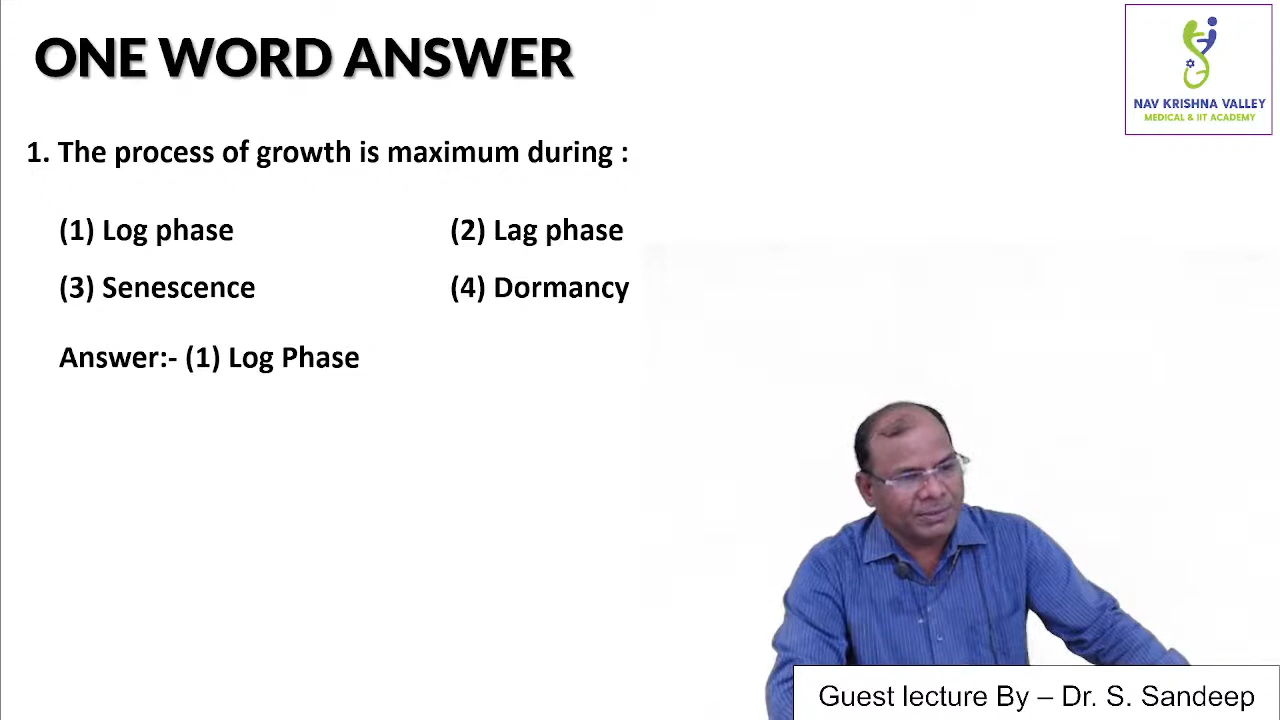 ONE WORD ANSWER
NAV KRISHNA VALLEY
MEDICAL & IIT ACADEMY
1. The process of growth is maximum during :
(1) Log phase (2) Lag phase
(3) Senescence (4) Dormancy
Answer:- (1) Log Phase
Guest lecture By – Dr. S. Sandeep